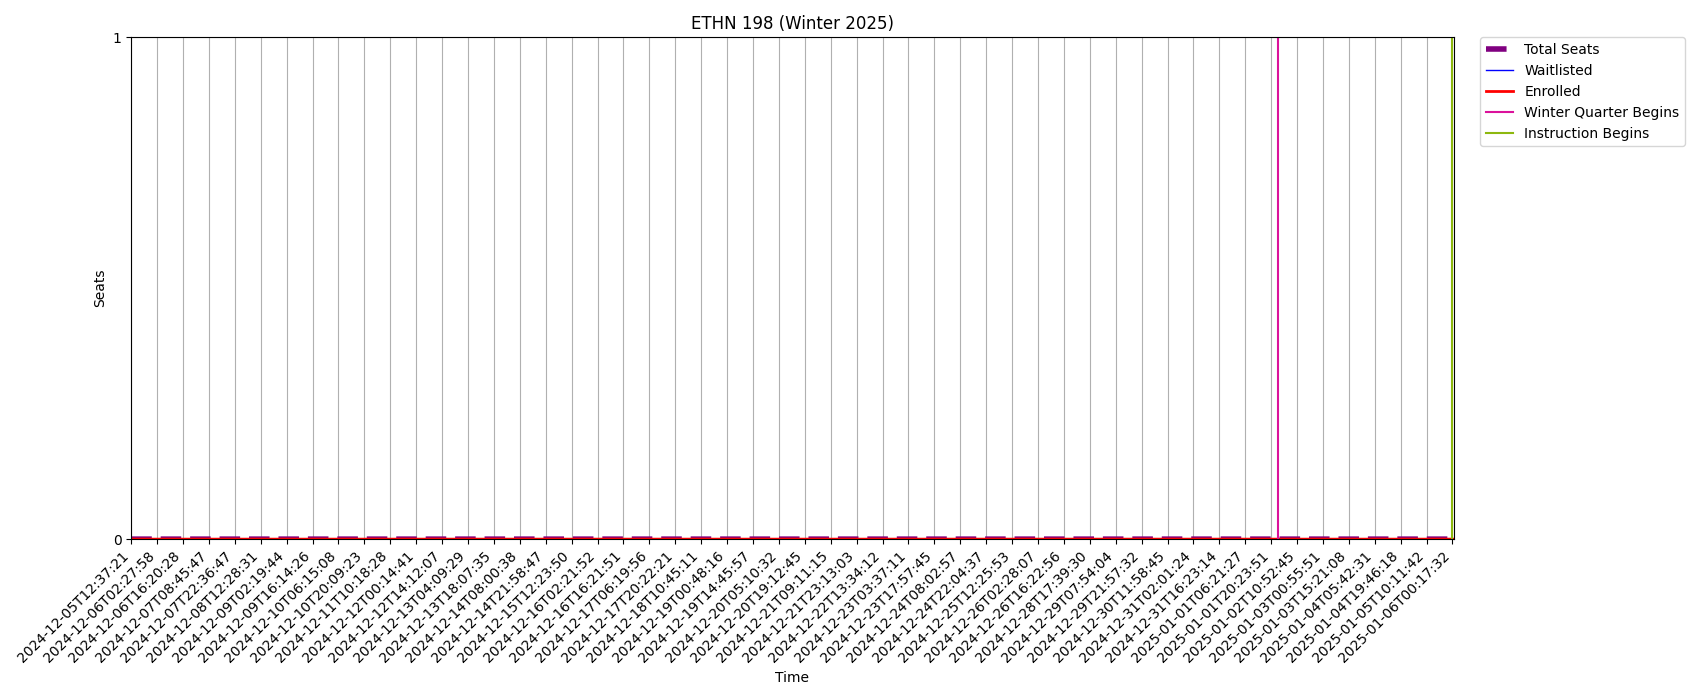 ETHN 198 (Winter 2025)
1
0
Seats
Total Seats
Waitlisted
Enrolled
Winter Quarter Begins
Instruction Begins
2024-12-05T12:37:21
2024-12-06T02:27:58
2024-12-06T16:20:28
2024-12-07T08:45:47
2024-12-07T22:36:47
2024-12-08T12:28:31
2024-12-09T02:19:44
2024-12-09T16:14:26
2024-12-10T06:15:08
2024-12-10T20:09:23
2024-12-11T10:18:28
2024-12-12T00:14:41
2024-12-12T14:12:07
2024-12-13T04:09:29
2024-12-13T18:07:35
2024-12-14T08:00:38
2024-12-14T21:58:47
2024-12-15T12:23:50
2024-12-16T02:21:52
2024-12-16T16:21:51
2024-12-17T06:19:56
2024-12-17T20:22:21
2024-12-18T10:45:11
2024-12-19T00:48:16
2024-12-19T14:45:57
2024-12-20T05:10:32
2024-12-20T19:12:45
2024-12-21T09:11:15
2024-12-21T23:13:03
2024-12-22T13:34:12
2024-12-23T03:37:11
2024-12-23T17:57:45
2024-12-24T08:02:57
2024-12-24T22:04:37
2024-12-25T12:25:53
2024-12-26T02:28:07
2024-12-26T16:22:56
2024-12-28T17:39:30
2024-12-29T07:54:04
2024-12-29T21:57:32
2024-12-30T11:58:45
2024-12-31T02:01:24
2024-12-31T16:23:14
2025-01-01T06:21:27
2025-01-01T20:23:51
2025-01-02T10:52:45
2025-01-03T00:55:51
2025-01-03T15:21:08
2025-01-04T05:42:31
2025-01-04T19:46:18
2025-01-05T10:11:42
2025-01-06T00:17:32
Time